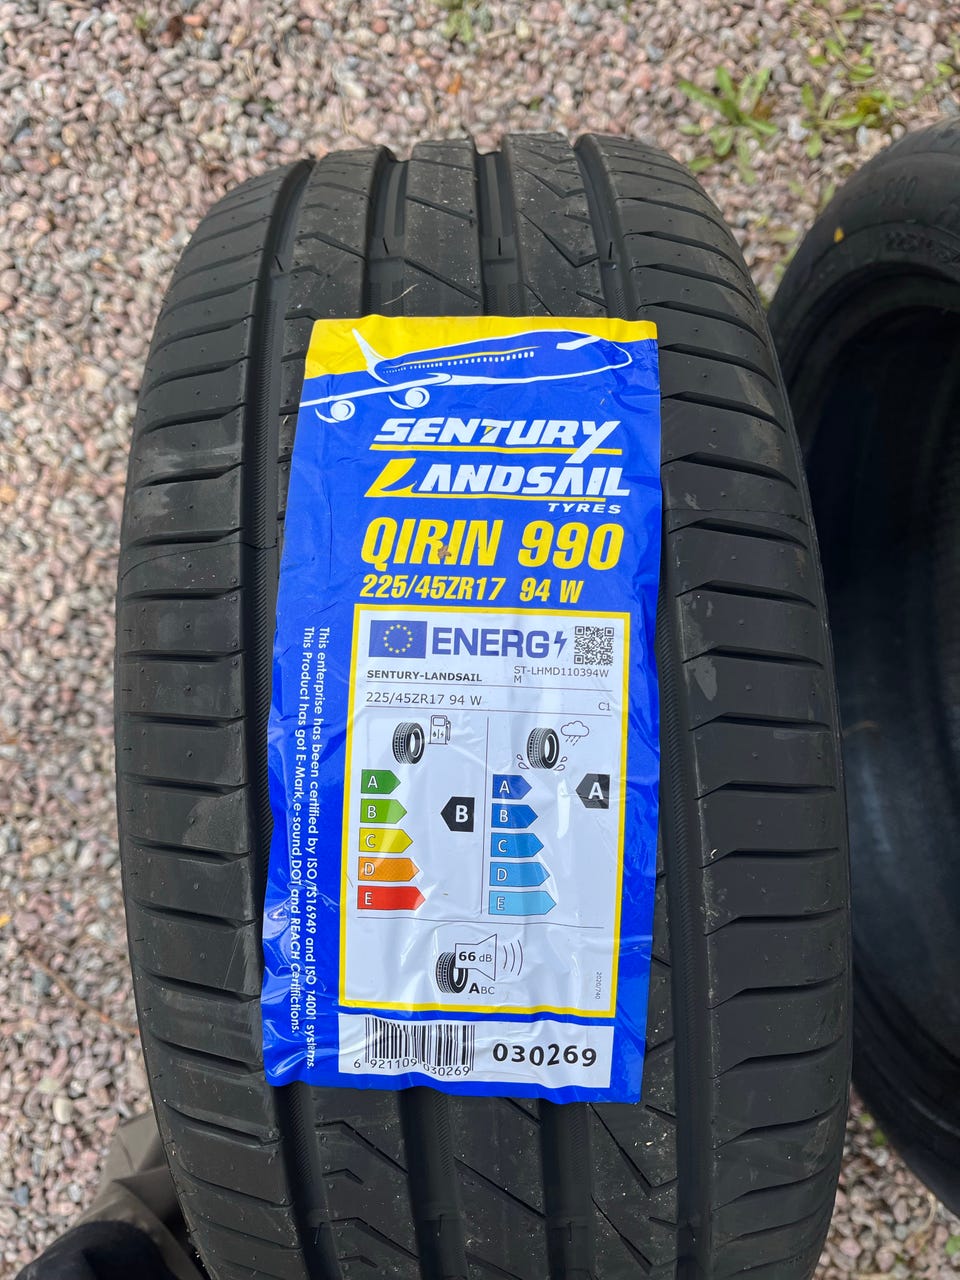 SENTURY
LANDSAIL
TYRES
QIRIN 990
225/45ZR17 94 W
ENERG
SENTURY-LANDSAIL
ST-LHMD110394W
M
225/45ZR17 94 W
C1
A
B
C
D
E
B
A
B
C
D
E
A
66 dB
ABC
2020/740
This enterprise has been certified by ISO/TS16949 and ISO 14001 systems.
This Product has got E-Mark,e-sound,DOT and REACH Certifictions.
6 921109 030269
030269